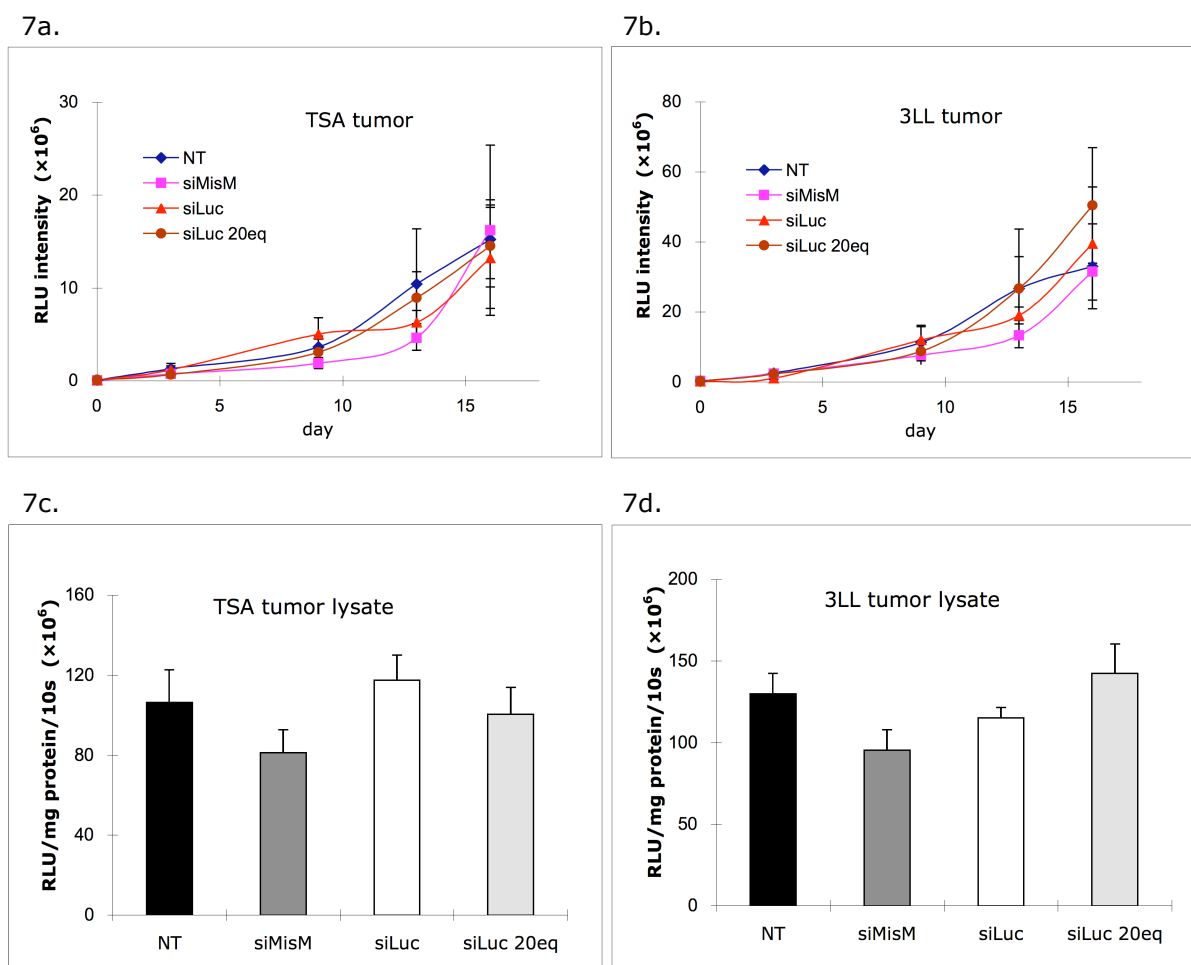 7a.
TSA tumor
RLU intensity (×10⁶)
30
20
10
0
NT
siMisM
siLuc
siLuc 20eq
0 5 10 15
day
7b.
3LL tumor
RLU intensity (×10⁶)
80
60
40
20
0
NT
siMisM
siLuc
siLuc 20eq
0 5 10 15
day
7c.
TSA tumor lysate
RLU/mg protein/10s (×10⁶)
160
120
80
40
0
NT siMisM siLuc siLuc 20eq
7d.
3LL tumor lysate
RLU/mg protein/10s (×10⁶)
200
150
100
50
0
NT siMisM siLuc siLuc 20eq